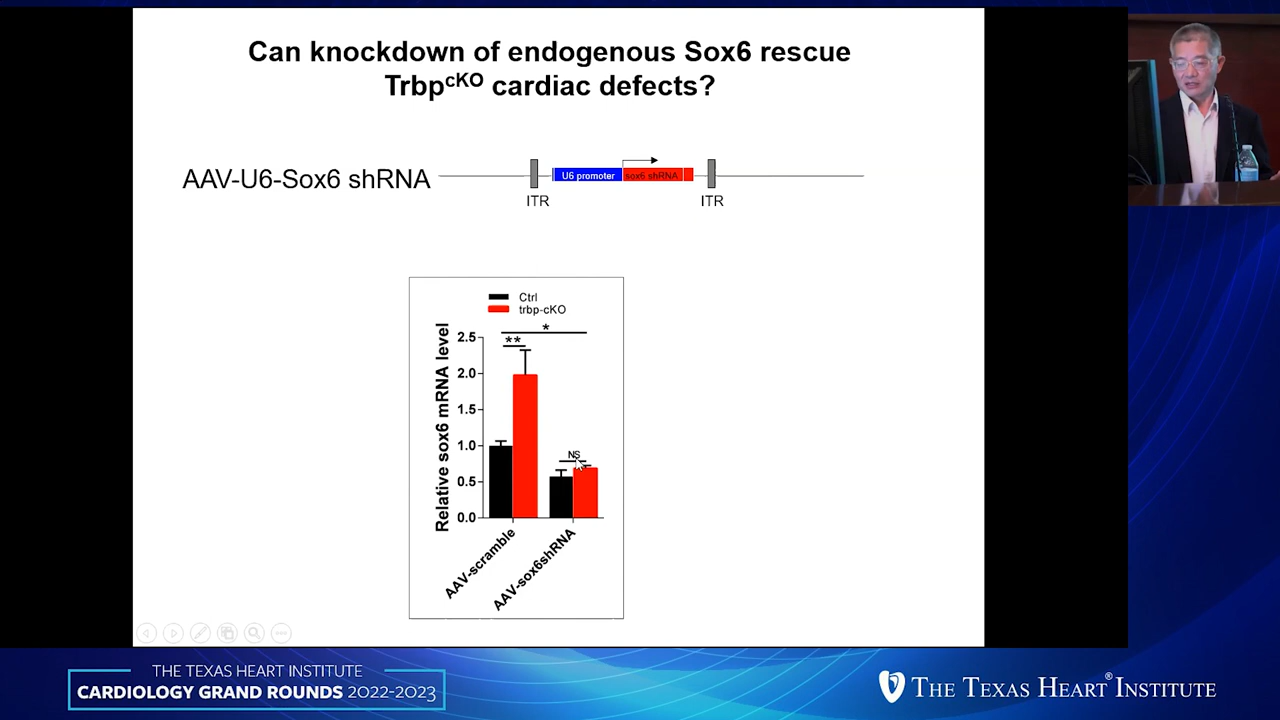 Can knockdown of endogenous Sox6 rescue
TrbpcKO cardiac defects?
AAV-U6-Sox6 shRNA
U6 promoter
sox6 shRNA
ITR
ITR
Ctrl
trbp-cKO
Relative sox6 mRNA level
2.5
2.0
1.5
1.0
0.5
0.0
*
**
NS
AAV-scramble
AAV-sox6shRNA
THE TEXAS HEART INSTITUTE
CARDIOLOGY GRAND ROUNDS 2022-2023
THE TEXAS HEART® INSTITUTE